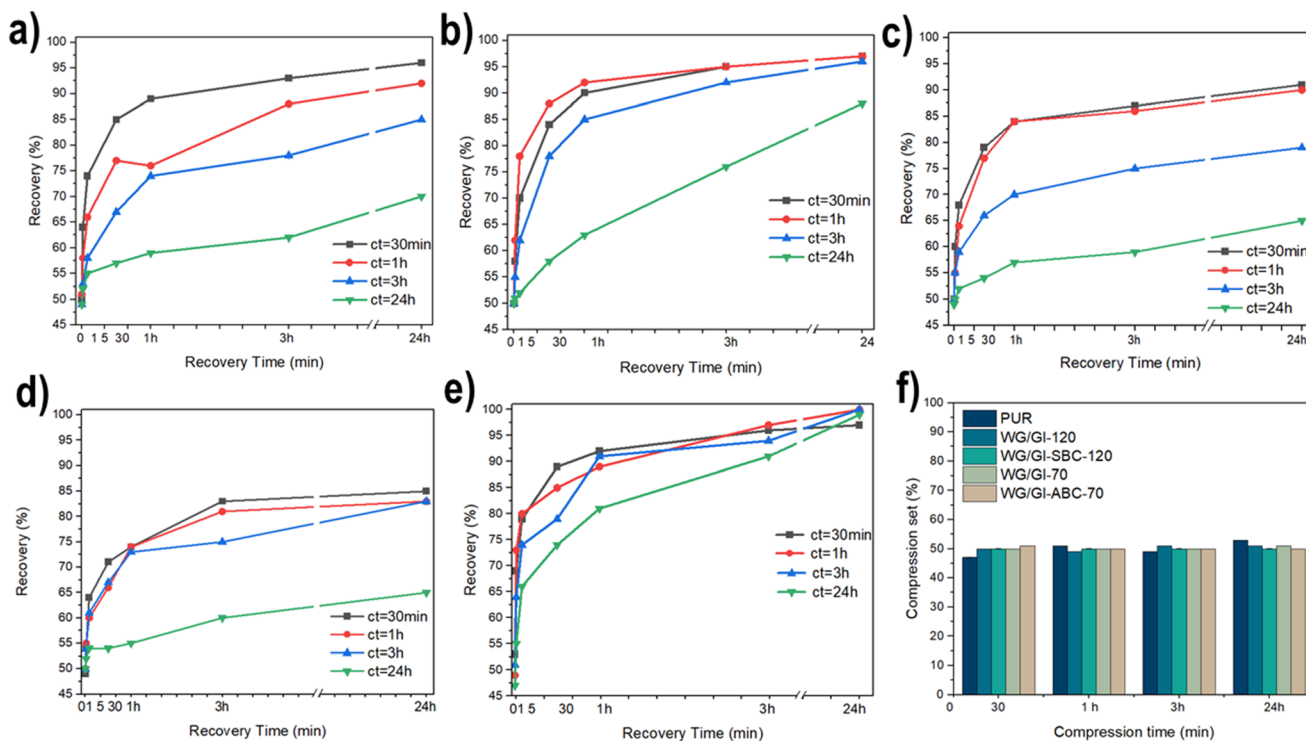 a)
100
95
90
85
80
75
70
65
60
55
50
45
Recovery (%)
ct=30min
ct=1h
ct=3h
ct=24h
0 1 5 30 1h 3h 24h
Recovery Time (min)
b)
100
95
90
85
80
75
70
65
60
55
50
45
Recovery (%)
ct=30min
ct=1h
ct=3h
ct=24h
0 1 5 30 1h 3h 24
Recovery Time (min)
c)
100
95
90
85
80
75
70
65
60
55
50
45
Recovery (%)
ct=30min
ct=1h
ct=3h
ct=24h
0 1 5 30 1h 3h 24h
Recovery Time (min)
d)
100
95
90
85
80
75
70
65
60
55
50
45
Recovery (%)
ct=30min
ct=1h
ct=3h
ct=24h
01 5 30 1h 3h 24h
Recovery Time (min)
e)
100
95
90
85
80
75
70
65
60
55
50
45
Recovery (%)
ct=30min
ct=1h
ct=3h
ct=24h
01 5 30 1h 3h 24h
Recovery Time (min)
f)
100
90
80
70
60
50
40
30
20
10
0
Compression set (%)
PUR
WG/GI-120
WG/GI-SBC-120
WG/GI-70
WG/GI-ABC-70
0 30 1 h 3h 24h
Compression time (min)